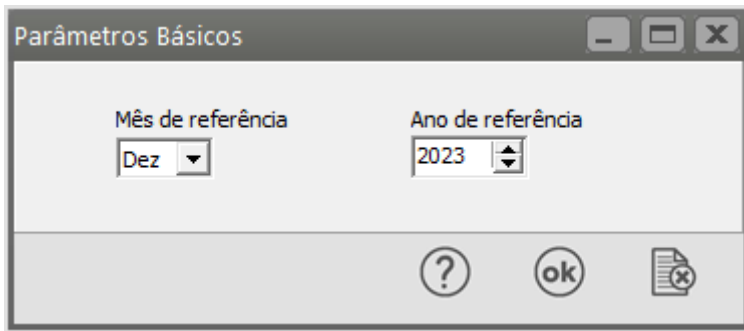 Parâmetros Básicos
Mês de referência
Ano de referência
Dez
2023
?
ok